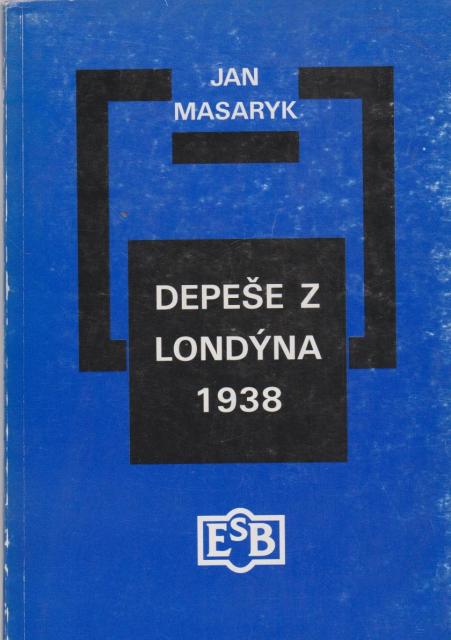 JAN
MASARYK
DEPEŠE Z
LONDÝNA
1938
ESB